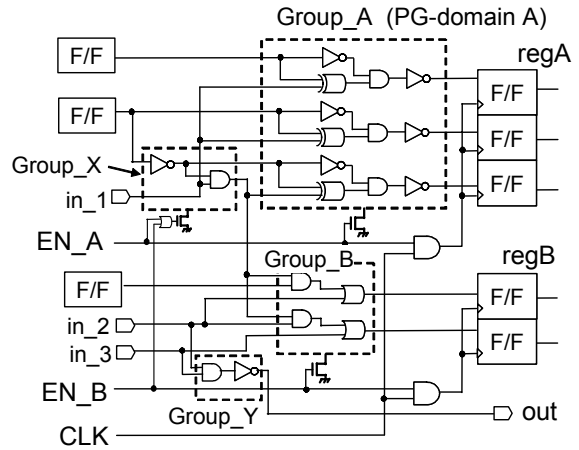 Group_A (PG-domain A)
regA
F/F
F/F
F/F
F/F
F/F
Group_X
in_1
EN_A
Group_B
regB
F/F
F/F
F/F
in_2
in_3
EN_B
Group_Y
out
CLK